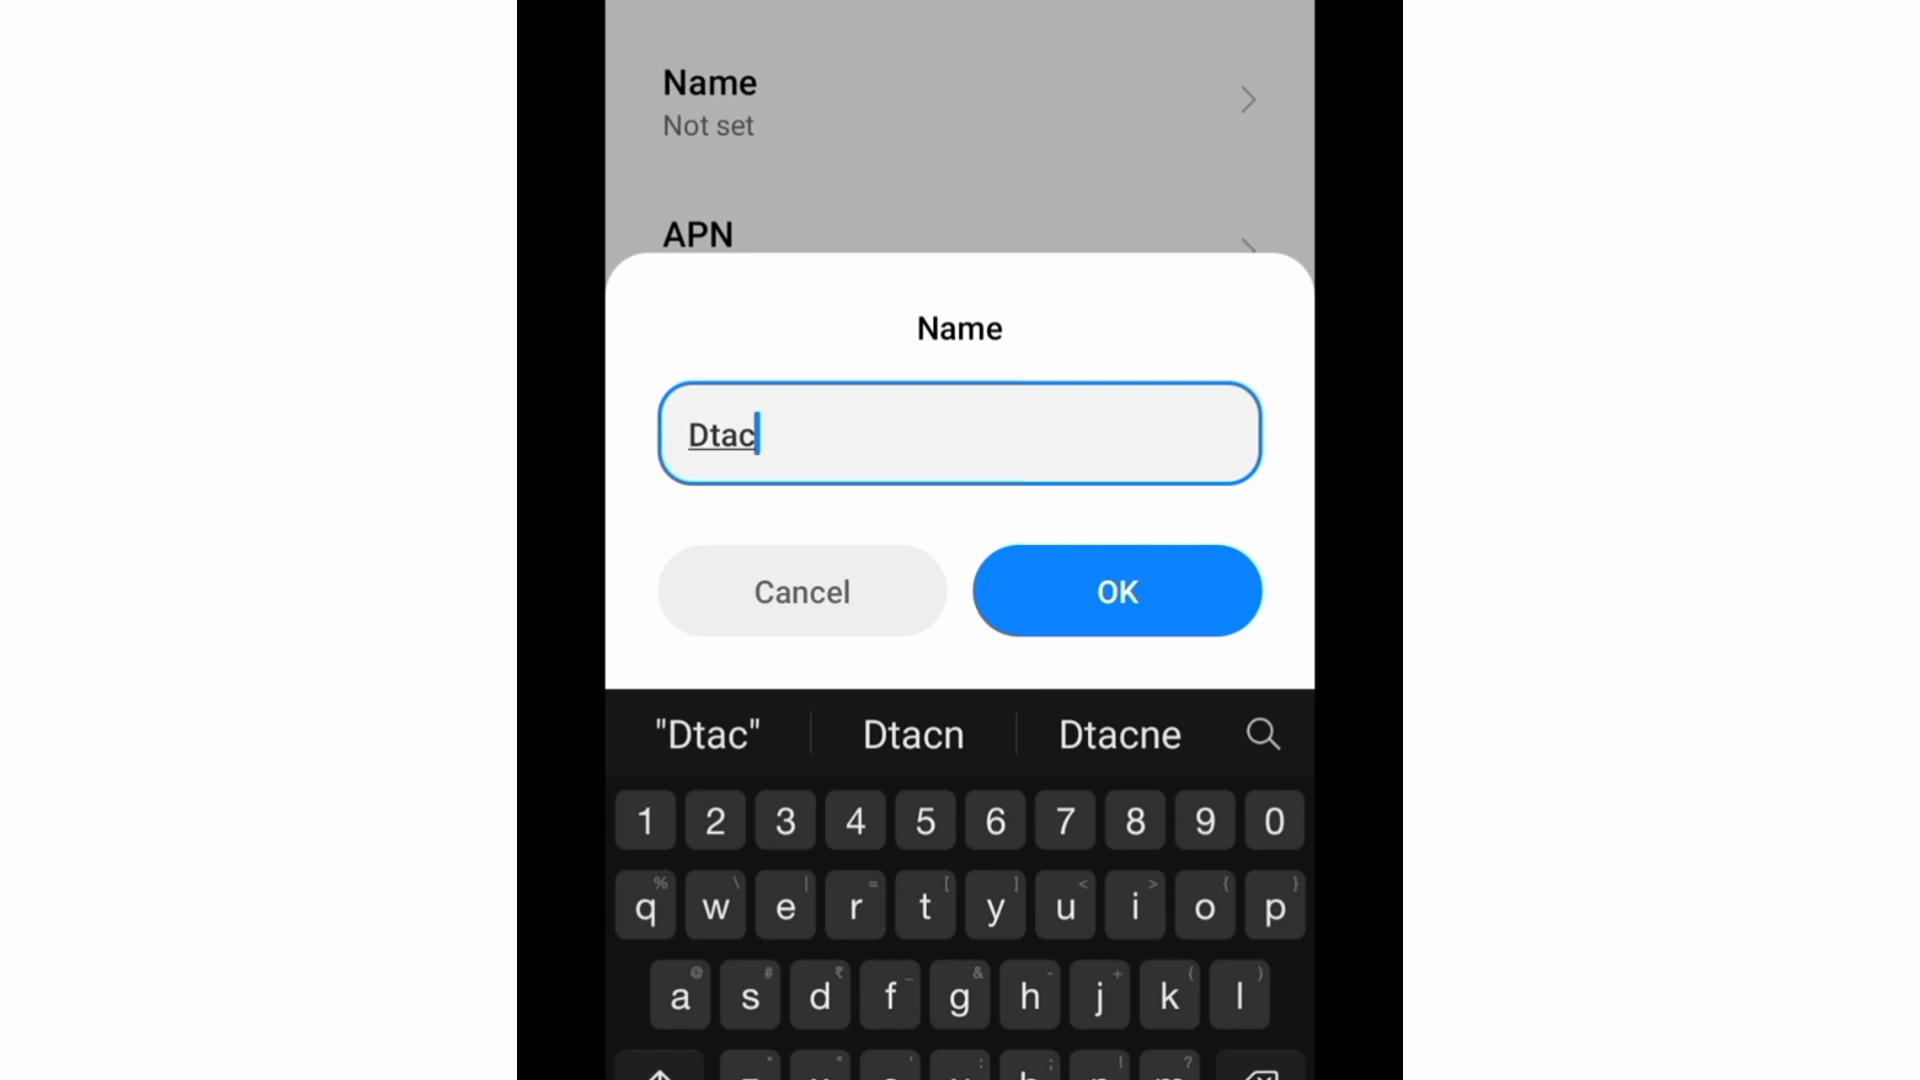 Name
Not set
APN
Name
Dtac
Cancel OK
"Dtac" Dtacn Dtacne
1 2 3 4 5 6 7 8 9 0
% \ | = [ ] < > { }
q w e r t y u i o p
@ # ₹ _ & - + ( )
a s d f g h j k l